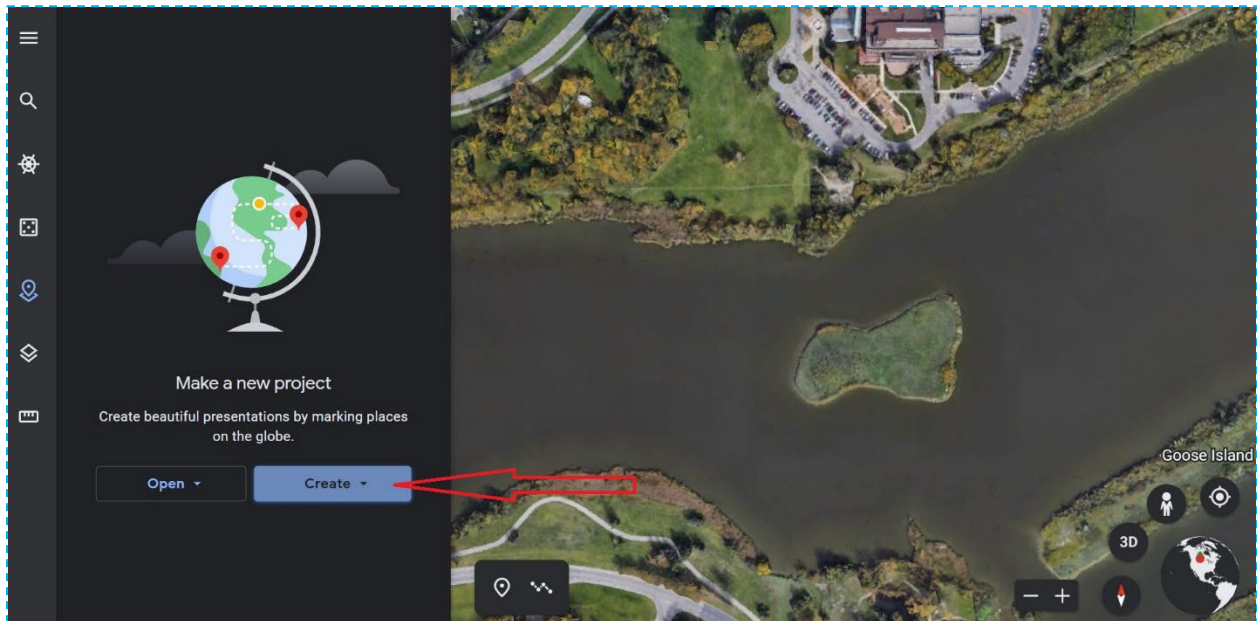 Make a new project
Create beautiful presentations by marking places
on the globe.
Open
Create
Goose Island
3D